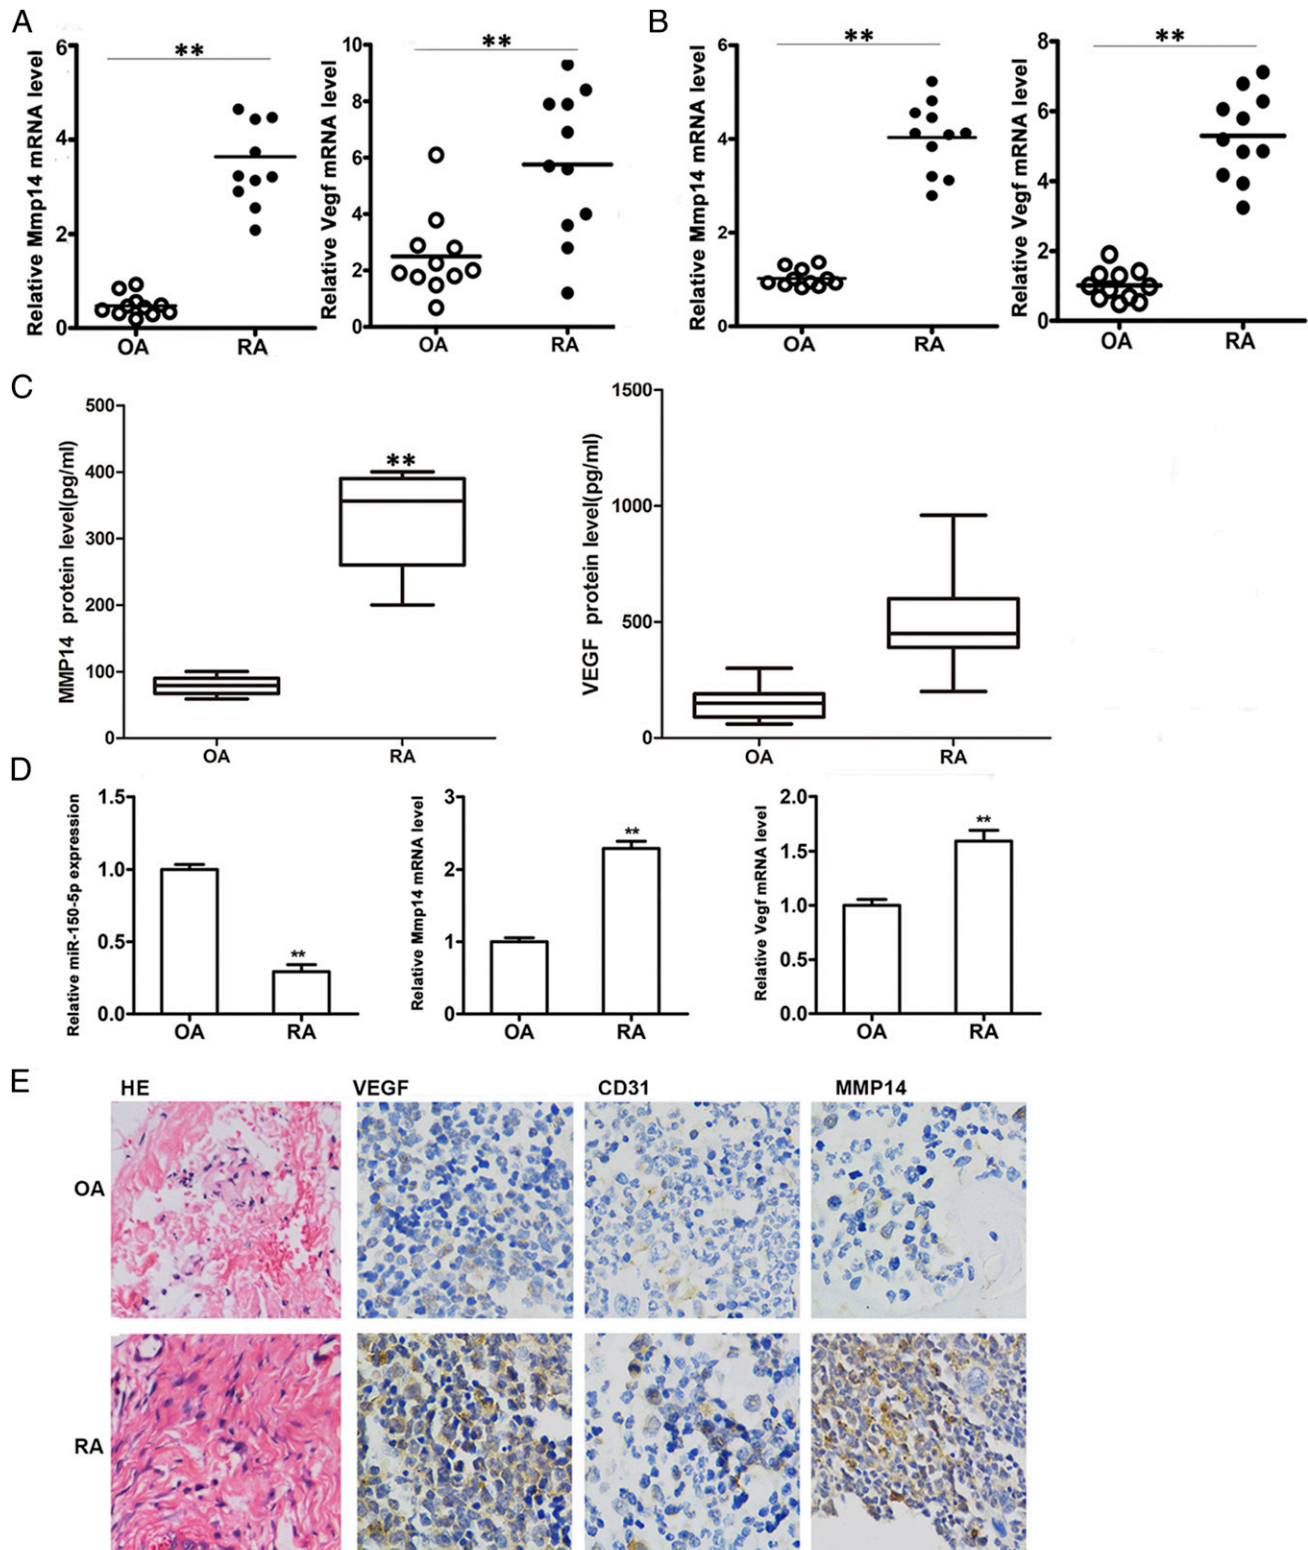 A
B
Relative Mmp14 mRNA level
6
4
2
0
**
OA
RA
Relative Vegf mRNA level
10
8
6
4
2
0
**
OA
RA
Relative Mmp14 mRNA level
6
4
2
0
**
OA
RA
Relative Vegf mRNA level
8
6
4
2
0
**
OA
RA
C
MMP14 protein level(pg/ml)
500
400
300
200
100
0
**
OA
RA
VEGF protein level(pg/ml)
1500
1000
500
0
OA
RA
D
Relative miR-150-5p expression
1.5
1.0
0.5
0.0
**
OA
RA
Relative Mmp14 mRNA level
3
2
1
0
**
OA
RA
Relative Vegf mRNA level
2.0
1.5
1.0
0.5
0.0
**
OA
RA
E
HE
VEGF
CD31
MMP14
OA
RA